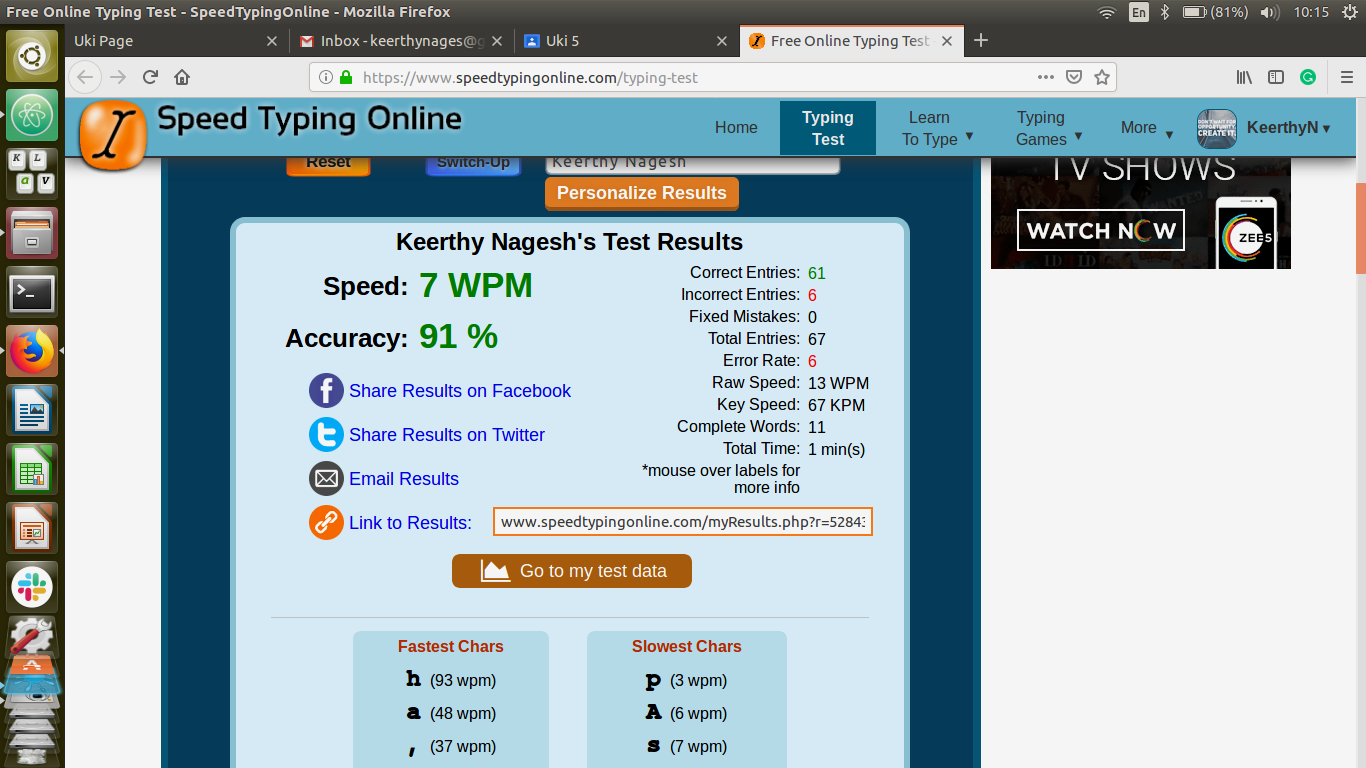 Free Online Typing Test - SpeedTypingOnline - Mozilla Firefox
En
(81%)
10:15
Uki Page
Inbox - keerthynages@g
Uki 5
Free Online Typing Test
https://www.speedtypingonline.com/typing-test
Speed Typing Online
Home
Typing
Test
Learn
To Type
Typing
Games
More
KeerthyN
Reset
Switch-Up
Keerthy Nagesh
Personalize Results
TV SHOWS
WATCH NOW
ZEE5
Keerthy Nagesh's Test Results
Speed: 7 WPM
Accuracy: 91 %
Share Results on Facebook
Share Results on Twitter
Email Results
Link to Results: www.speedtypingonline.com/myResults.php?r=52843
Correct Entries: 61
Incorrect Entries: 6
Fixed Mistakes: 0
Total Entries: 67
Error Rate: 6
Raw Speed: 13 WPM
Key Speed: 67 KPM
Complete Words: 11
Total Time: 1 min(s)
*mouse over labels for
more info
Go to my test data
Fastest Chars
h (93 wpm)
a (48 wpm)
, (37 wpm)
Slowest Chars
p (3 wpm)
A (6 wpm)
s (7 wpm)
K L
a v